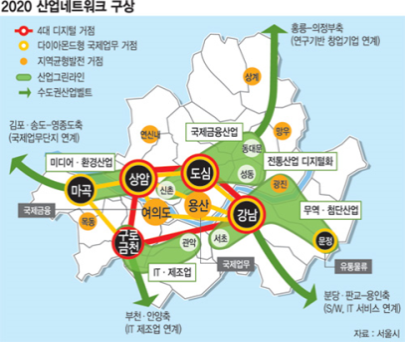 2020 산업네트워크 구상
4대 디지털 거점
다이아몬드형 국제업무 거점
지역균형발전 거점
산업그린라인
수도권산업벨트
홍릉-의정부축
(연구기반 창업기업 연계)
김포·송도-영종도축
(국제업무단지 연계)
상계
연신내
국제금융산업
망우
동대문
미디어·환경산업
전통산업 디지털화
상암
도심
성동
마곡
신촌
광진
국제금융
여의도
용산
강남
무역·첨단산업
목동
구로
금천
관악
서초
문정
국제업무
유통물류
IT·제조업
부천·안양축
(IT 제조업 연계)
분당·판교-용인축
(S/W, IT 서비스 연계)
<자료:서울시>